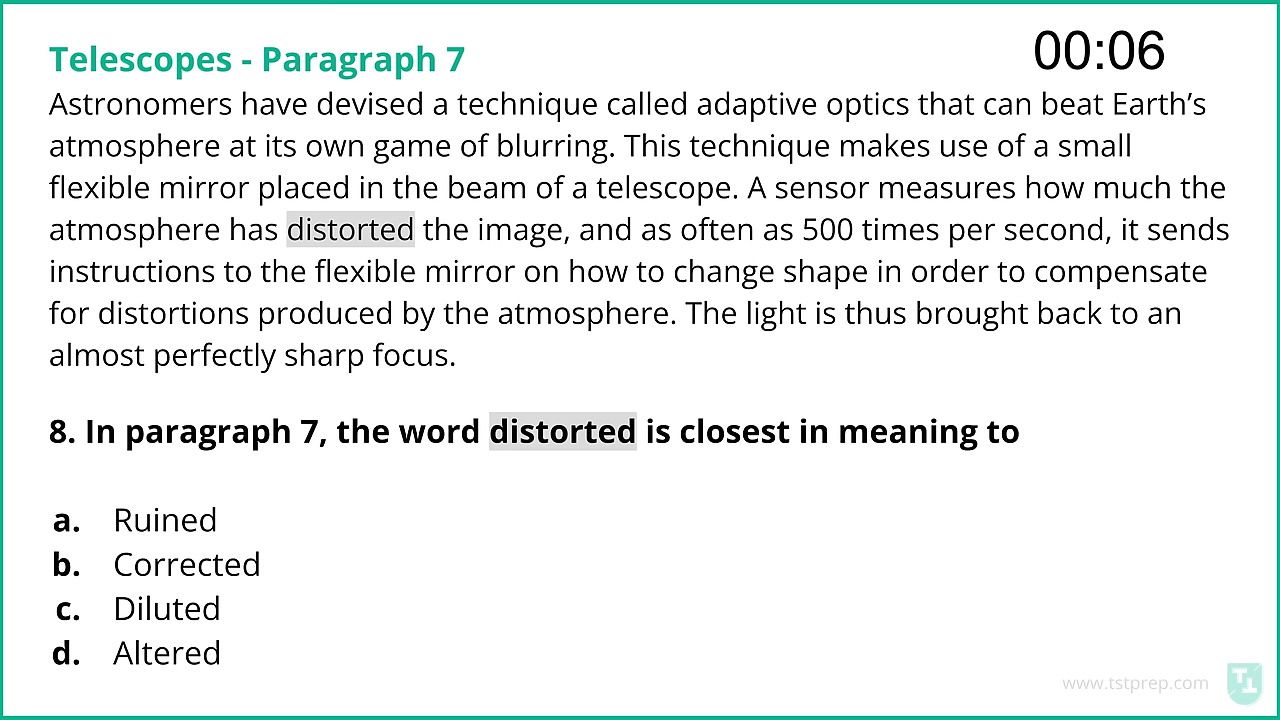 Telescopes - Paragraph 7
00:06
Astronomers have devised a technique called adaptive optics that can beat Earth’s
atmosphere at its own game of blurring. This technique makes use of a small
flexible mirror placed in the beam of a telescope. A sensor measures how much the
atmosphere has distorted the image, and as often as 500 times per second, it sends
instructions to the flexible mirror on how to change shape in order to compensate
for distortions produced by the atmosphere. The light is thus brought back to an
almost perfectly sharp focus.
8. In paragraph 7, the word distorted is closest in meaning to
a. Ruined
b. Corrected
c. Diluted
d. Altered
www.tstprep.com